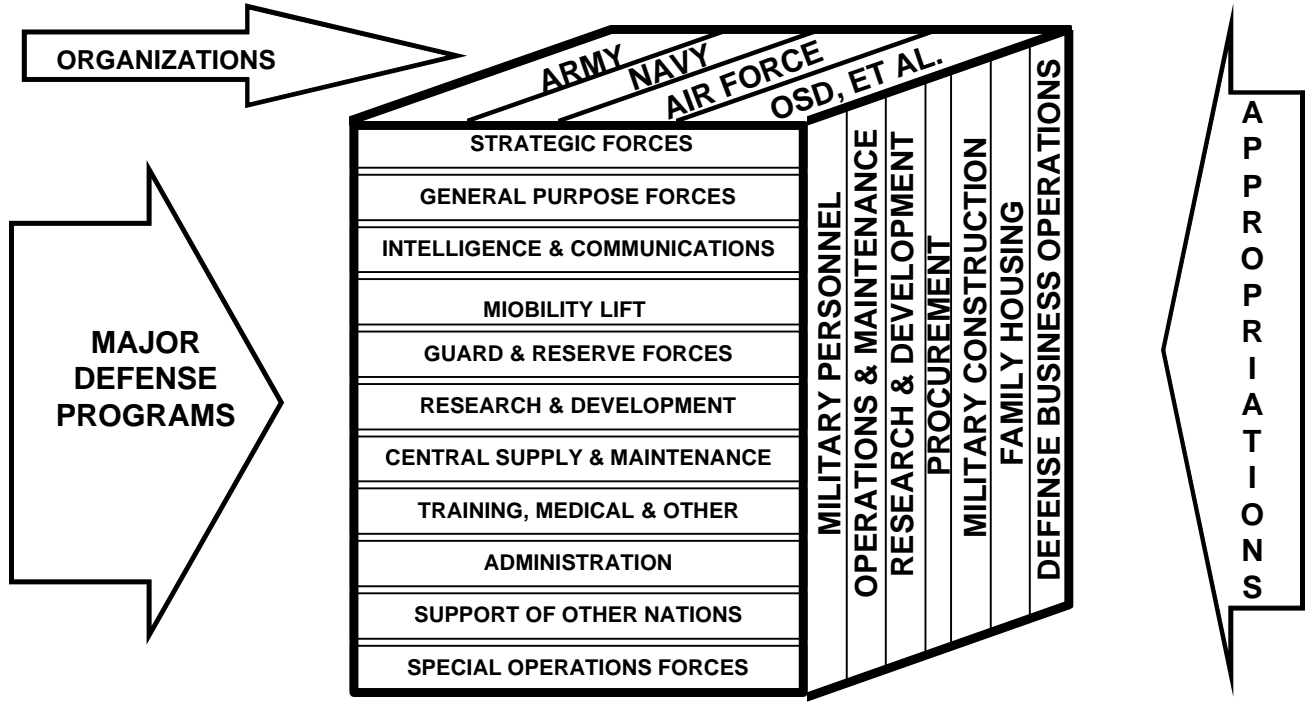 ORGANIZATIONS
ARMY
NAVY
AIR FORCE
OSD, ET AL.
MAJOR
DEFENSE
PROGRAMS
STRATEGIC FORCES
GENERAL PURPOSE FORCES
INTELLIGENCE & COMMUNICATIONS
MIOBILITY LIFT
GUARD & RESERVE FORCES
RESEARCH & DEVELOPMENT
CENTRAL SUPPLY & MAINTENANCE
TRAINING, MEDICAL & OTHER
ADMINISTRATION
SUPPORT OF OTHER NATIONS
SPECIAL OPERATIONS FORCES
MILITARY PERSONNEL
OPERATIONS & MAINTENANCE
RESEARCH & DEVELOPMENT
PROCUREMENT
MILITARY CONSTRUCTION
FAMILY HOUSING
DEFENSE BUSINESS OPERATIONS
APPROPRIATIONS